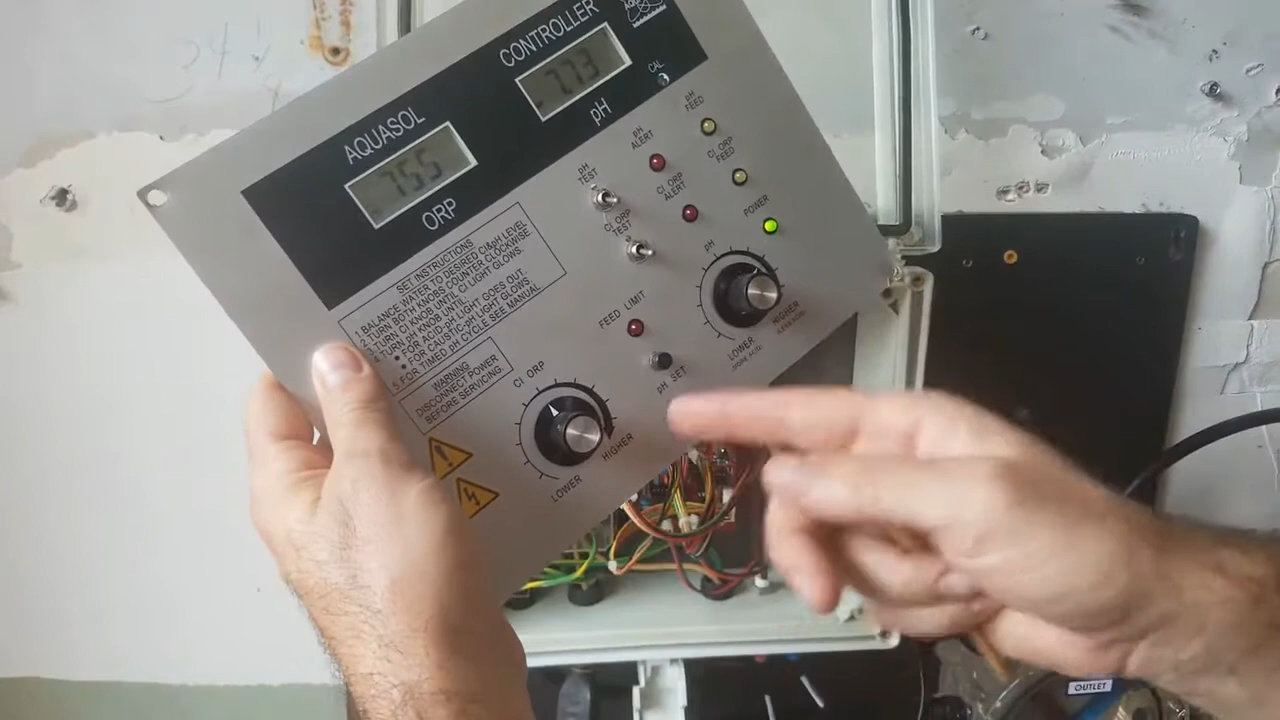 AQUASOL
CONTROLLER
755
ORP
7.73
pH
CAL
SET INSTRUCTIONS
1.BALANCE WATER TO DESIRED Cl&pH LEVEL
2.TURN BOTH KNOBS COUNTER CLOCKWISE
3.TURN Cl KNOB UNTIL Cl LIGHT GLOWS.
4.TURN pH KNOB UNTIL
• FOR ACID-pH LIGHT GOES OUT
• FOR CAUSTIC-pH LIGHT GLOWS
5.FOR TIMED pH CYCLE SEE MANUAL
WARNING
DISCONNECT POWER
BEFORE SERVICING
pH
TEST
Cl ORP
TEST
pH
ALERT
Cl ORP
ALERT
pH
FEED
Cl ORP
FEED
POWER
FEED LIMIT
pH SET
Cl ORP
LOWER
HIGHER
pH
LOWER
HIGHER
OUTLET